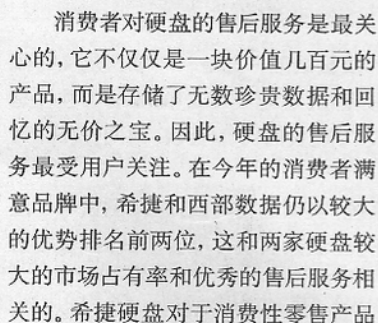 消费者对硬盘的售后服务是最关
心的，它不仅仅是一块价值几百元的
产品，而是存储了无数珍贵数据和回
忆的无价之宝。因此，硬盘的售后服
务最受用户关注。在今年的消费者满
意品牌中，希捷和西部数据仍以较大
的优势排名前两位，这和两家硬盘较
大的市场占有率和优秀的售后服务相
关的。希捷硬盘对于消费性零售产品